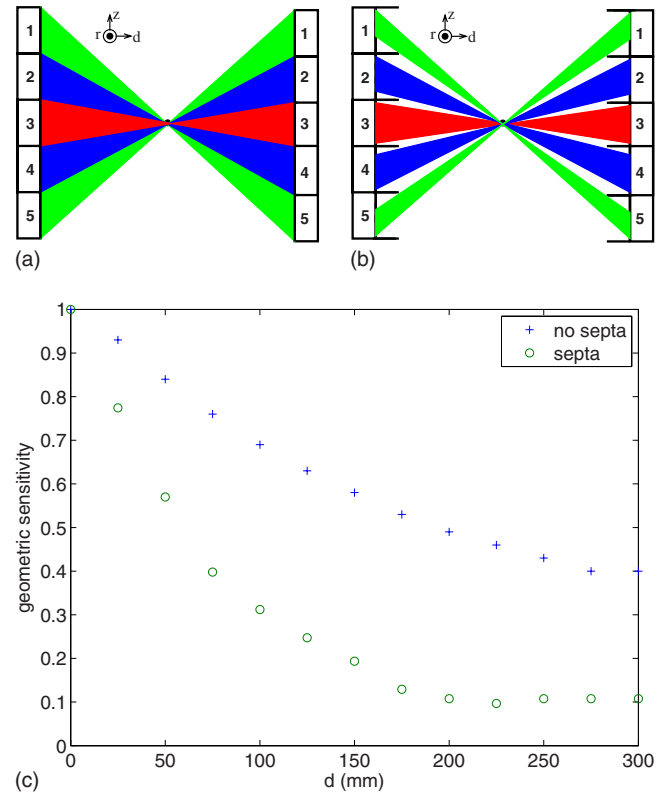 1 z 1 1 z 1
r d r d
2 2 2 2
3 3 3 3
4 4 4 4
5 5 5 5
(a) (b)
1
0.9
0.8
0.7
0.6
0.5
0.4
0.3
0.2
0.1
0
geometric sensitivity
no septa
septa
0 50 100 150 200 250 300
(c) d (mm)